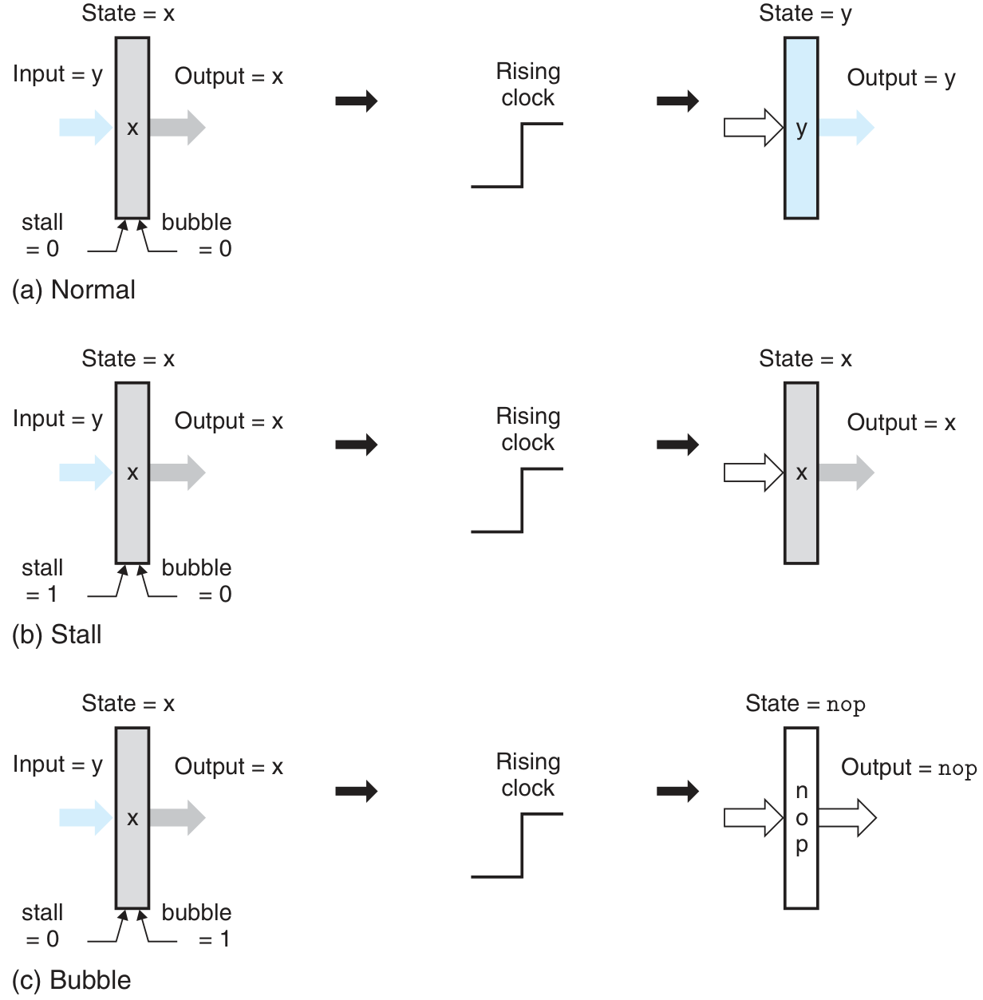 State = x
State = y
Input = y
Output = x
Rising
clock
Output = y
x
y
stall
= 0
bubble
= 0
(a) Normal
State = x
State = x
Input = y
Output = x
Rising
clock
Output = x
x
x
stall
= 1
bubble
= 0
(b) Stall
State = x
State = nop
Input = y
Output = x
Rising
clock
Output = nop
x
n
o
p
stall
= 0
bubble
= 1
(c) Bubble